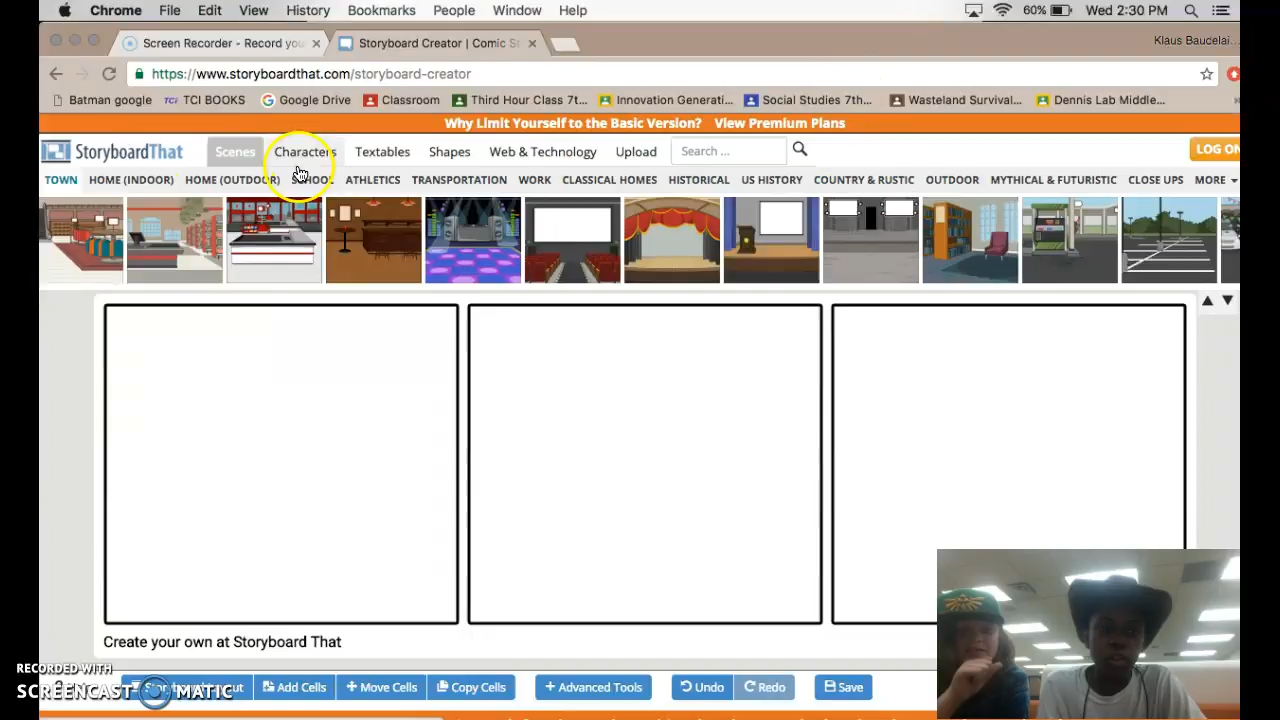 Chrome File Edit View History Bookmarks People Window Help 60% Wed 2:30 PM
Screen Recorder - Record you Storyboard Creator | Comic St Klaus Baudelai...
https://www.storyboardthat.com/storyboard-creator
Batman google TCI BOOKS Google Drive Classroom Third Hour Class 7t... Innovation Generati... Social Studies 7th... Wasteland Survival... Dennis Lab Middle...
Why Limit Yourself to the Basic Version? View Premium Plans
StoryboardThat Scenes Characters Textables Shapes Web & Technology Upload Search ... LOG ON
TOWN HOME (INDOOR) HOME (OUTDOOR) SCHOOL ATHLETICS TRANSPORTATION WORK CLASSICAL HOMES HISTORICAL US HISTORY COUNTRY & RUSTIC OUTDOOR MYTHICAL & FUTURISTIC CLOSE UPS MORE
Create your own at Storyboard That
RECORDED WITH
SCREENCAST MATIC
Add Cells Move Cells Copy Cells + Advanced Tools Undo Redo Save